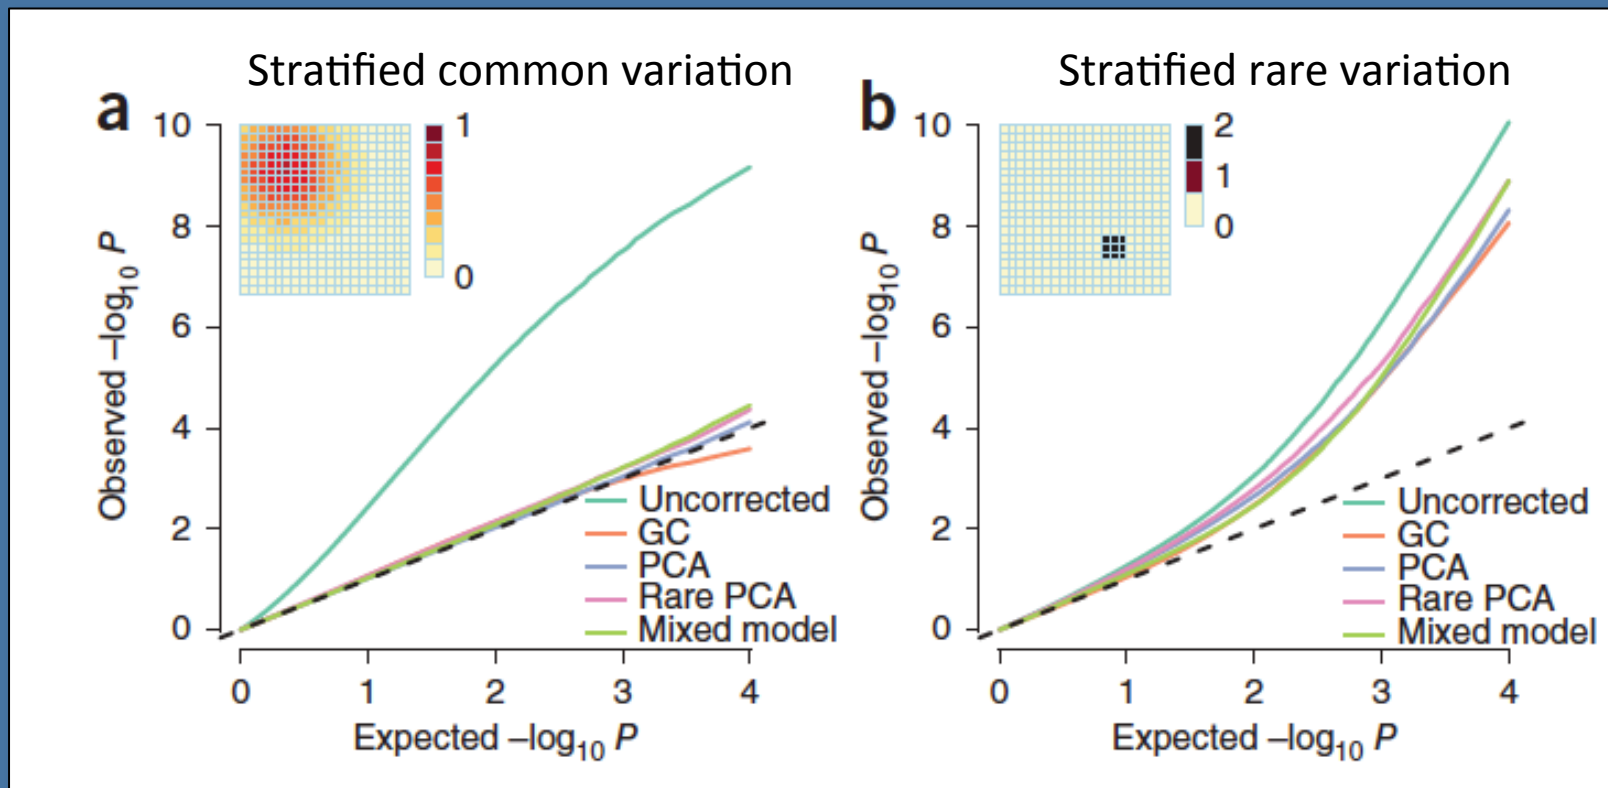 Stratified common variation
a
10
8
6
4
2
0
Observed –log10 P
1
0
Uncorrected
GC
PCA
Rare PCA
Mixed model
0 1 2 3 4
Expected –log10 P
Stratified rare variation
b
10
8
6
4
2
0
Observed –log10 P
2
1
0
Uncorrected
GC
PCA
Rare PCA
Mixed model
0 1 2 3 4
Expected –log10 P